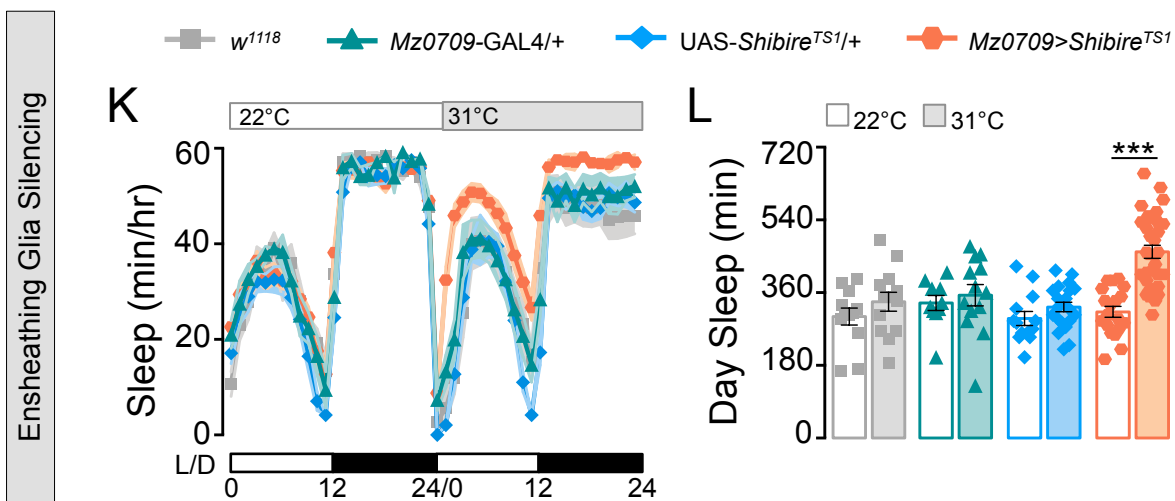 Ensheathing Glia Silencing
w1118
Mz0709-GAL4/+
UAS-ShibireTS1/+
Mz0709>ShibireTS1
K
22°C
31°C
Sleep (min/hr)
60
40
20
0
L/D
0
12
24/0
12
24
L
22°C
31°C
***
Day Sleep (min)
720
540
360
180
0